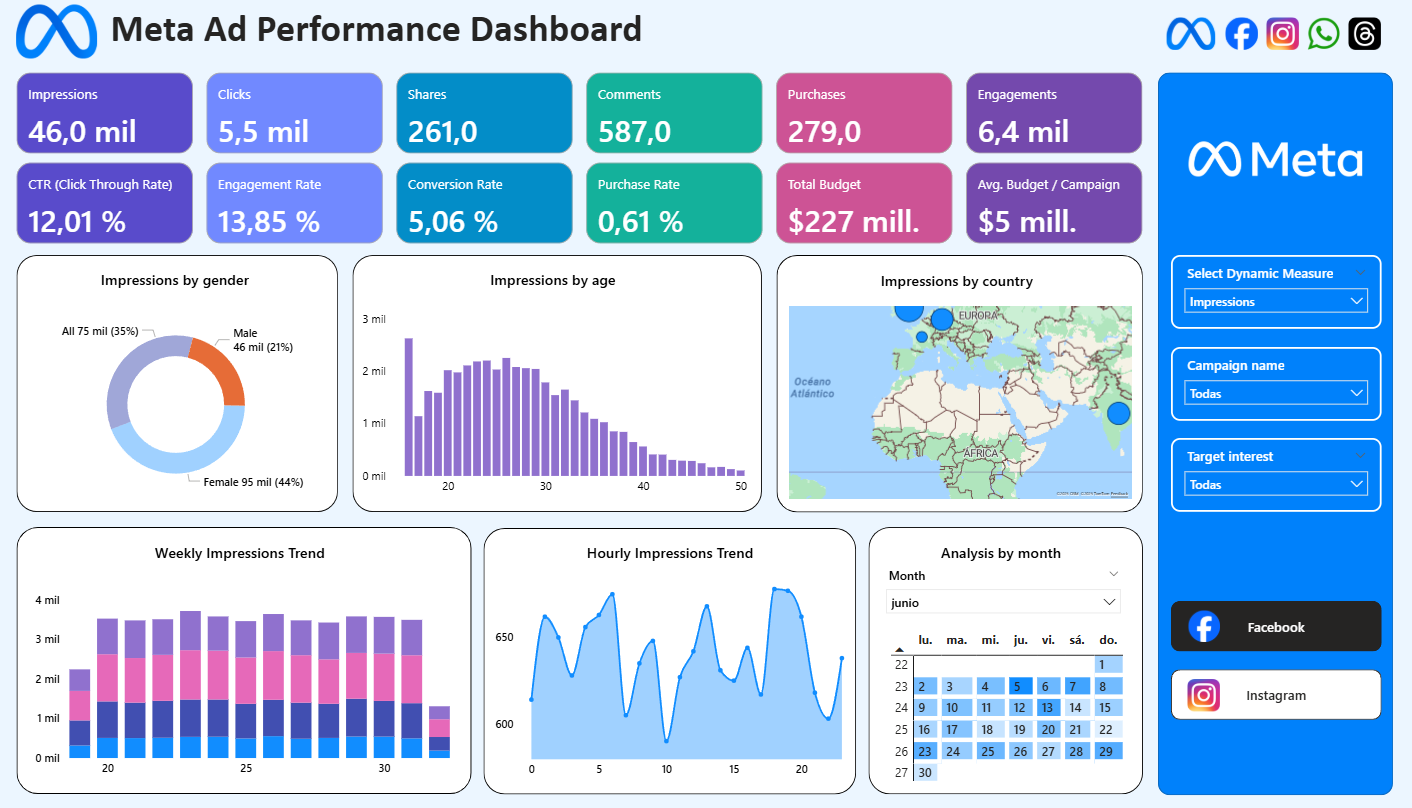 Meta Ad Performance Dashboard
Impressions
46,0 mil
Clicks
5,5 mil
Shares
261,0
Comments
587,0
Purchases
279,0
Engagements
6,4 mil
CTR (Click Through Rate)
12,01 %
Engagement Rate
13,85 %
Conversion Rate
5,06 %
Purchase Rate
0,61 %
Total Budget
$227 mill.
Avg. Budget / Campaign
$5 mill.
Meta
Select Dynamic Measure
Impressions
Campaign name
Todas
Target interest
Todas
Facebook
Instagram
Impressions by gender
All 75 mil (35%)
Male
46 mil (21%)
Female 95 mil (44%)
Impressions by age
3 mil
2 mil
1 mil
0 mil
20 30 40 50
Impressions by country
EUROPA
Océano
Atlántico
ÁFRICA
Weekly Impressions Trend
4 mil
3 mil
2 mil
1 mil
0 mil
20 25 30
Hourly Impressions Trend
650
600
0 5 10 15 20
Analysis by month
Month
junio
lu. ma. mi. ju. vi. sá. do.
22 1
23 2 3 4 5 6 7 8
24 9 10 11 12 13 14 15
25 16 17 18 19 20 21 22
26 23 24 25 26 27 28 29
27 30